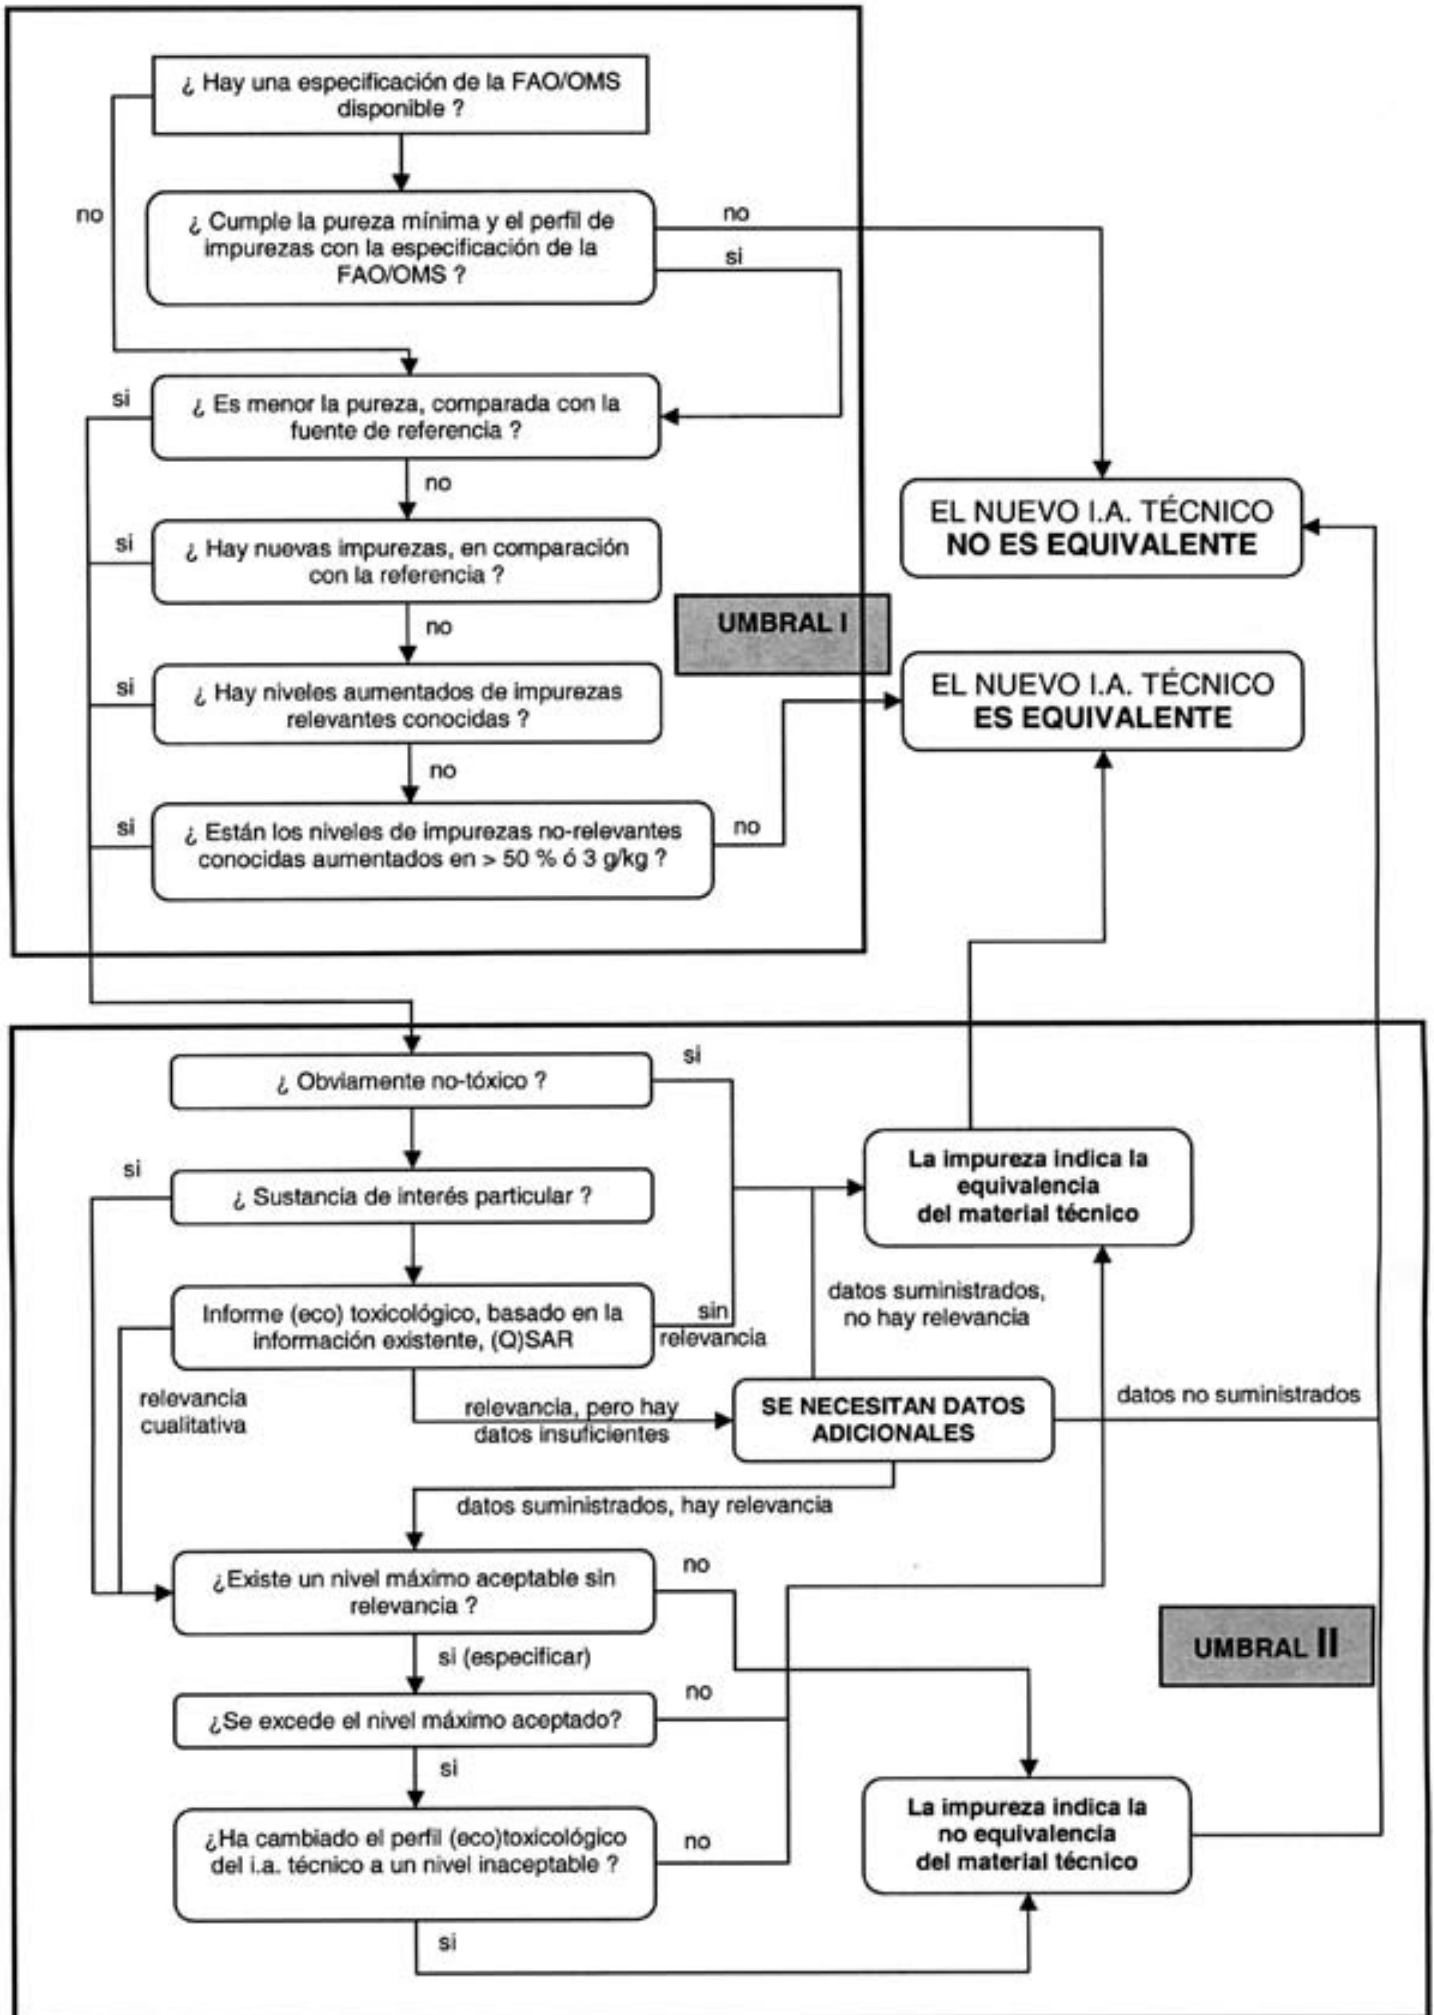 ¿ Hay una especificación de la FAO/OMS
disponible ?
no
¿ Cumple la pureza mínima y el perfil de
impurezas con la especificación de la
FAO/OMS ?
no
si
si
¿ Es menor la pureza, comparada con la
fuente de referencia ?
no
EL NUEVO I.A. TÉCNICO
NO ES EQUIVALENTE
si
¿ Hay nuevas impurezas, en comparación
con la referencia ?
no
UMBRAL I
si
¿ Hay niveles aumentados de impurezas
relevantes conocidas ?
EL NUEVO I.A. TÉCNICO
ES EQUIVALENTE
no
si
¿ Están los niveles de impurezas no-relevantes
conocidas aumentados en > 50 % ó 3 g/kg ?
no
¿ Obviamente no-tóxico ?
si
si
¿ Sustancia de interés particular ?
La impureza indica la
equivalencia
del material técnico
Informe (eco) toxicológico, basado en la
información existente, (Q)SAR
sin
relevancia
datos suministrados,
no hay relevancia
relevancia
cualitativa
relevancia, pero hay
datos insuficientes
SE NECESITAN DATOS
ADICIONALES
datos no suministrados
datos suministrados, hay relevancia
¿Existe un nivel máximo aceptable sin
relevancia ?
no
si (especificar)
UMBRAL II
¿Se excede el nivel máximo aceptado?
no
si
¿Ha cambiado el perfil (eco)toxicológico
del i.a. técnico a un nivel inaceptable ?
no
La impureza indica la
no equivalencia
del material técnico
si